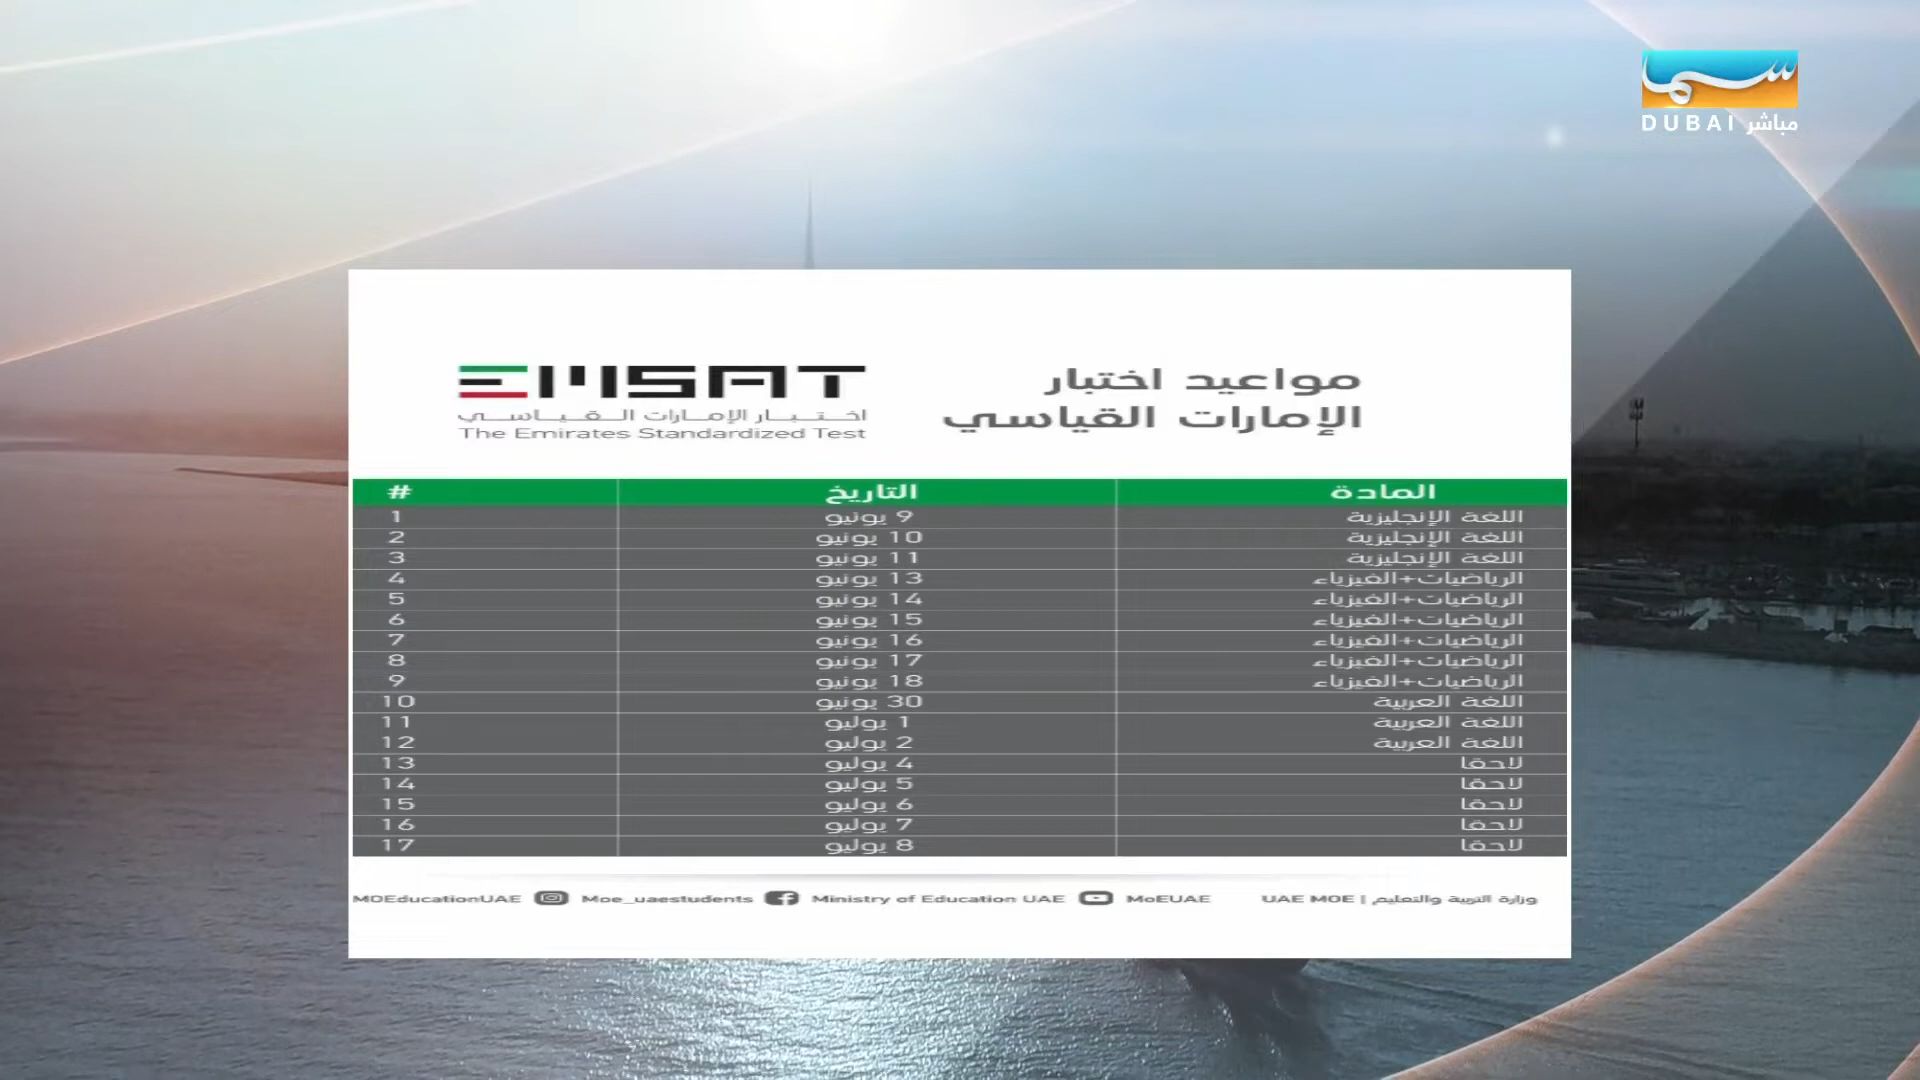 سما
DUBAI مباشر
مواعيد اختبار
الإمارات القياسي
EMSAT
اختبار الإمارات القياسي
The Emirates Standardized Test
المادة التاريخ #
اللغة الإنجليزية 9 يونيو 1
اللغة الإنجليزية 10 يونيو 2
اللغة الإنجليزية 11 يونيو 3
الرياضيات+الفيزياء 13 يونيو 4
الرياضيات+الفيزياء 14 يونيو 5
الرياضيات+الفيزياء 15 يونيو 6
الرياضيات+الفيزياء 16 يونيو 7
الرياضيات+الفيزياء 17 يونيو 8
الرياضيات+الفيزياء 18 يونيو 9
اللغة العربية 30 يونيو 10
اللغة العربية 1 يوليو 11
اللغة العربية 2 يوليو 12
لاحقا 4 يوليو 13
لاحقا 5 يوليو 14
لاحقا 6 يوليو 15
لاحقا 7 يوليو 16
لاحقا 8 يوليو 17
MOEducationUAE Moe_uaestudents Ministry of Education UAE MoEUAE UAE MOE | وزارة التربية والتعليم